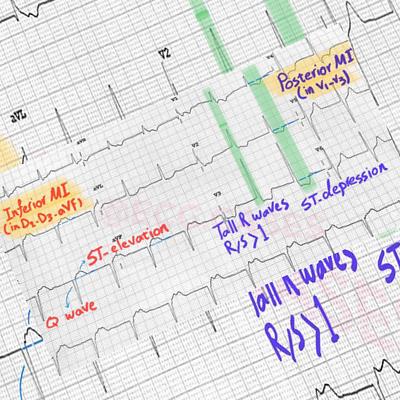 V2
aVL
Posterior MI
(in V₁-V₃)
Inferior MI
(in D₂-D₃-aVF)
ST-elevation
Q wave
Tall R waves
R/S>1
ST-depression
Tall R waves
R/S>1
ST